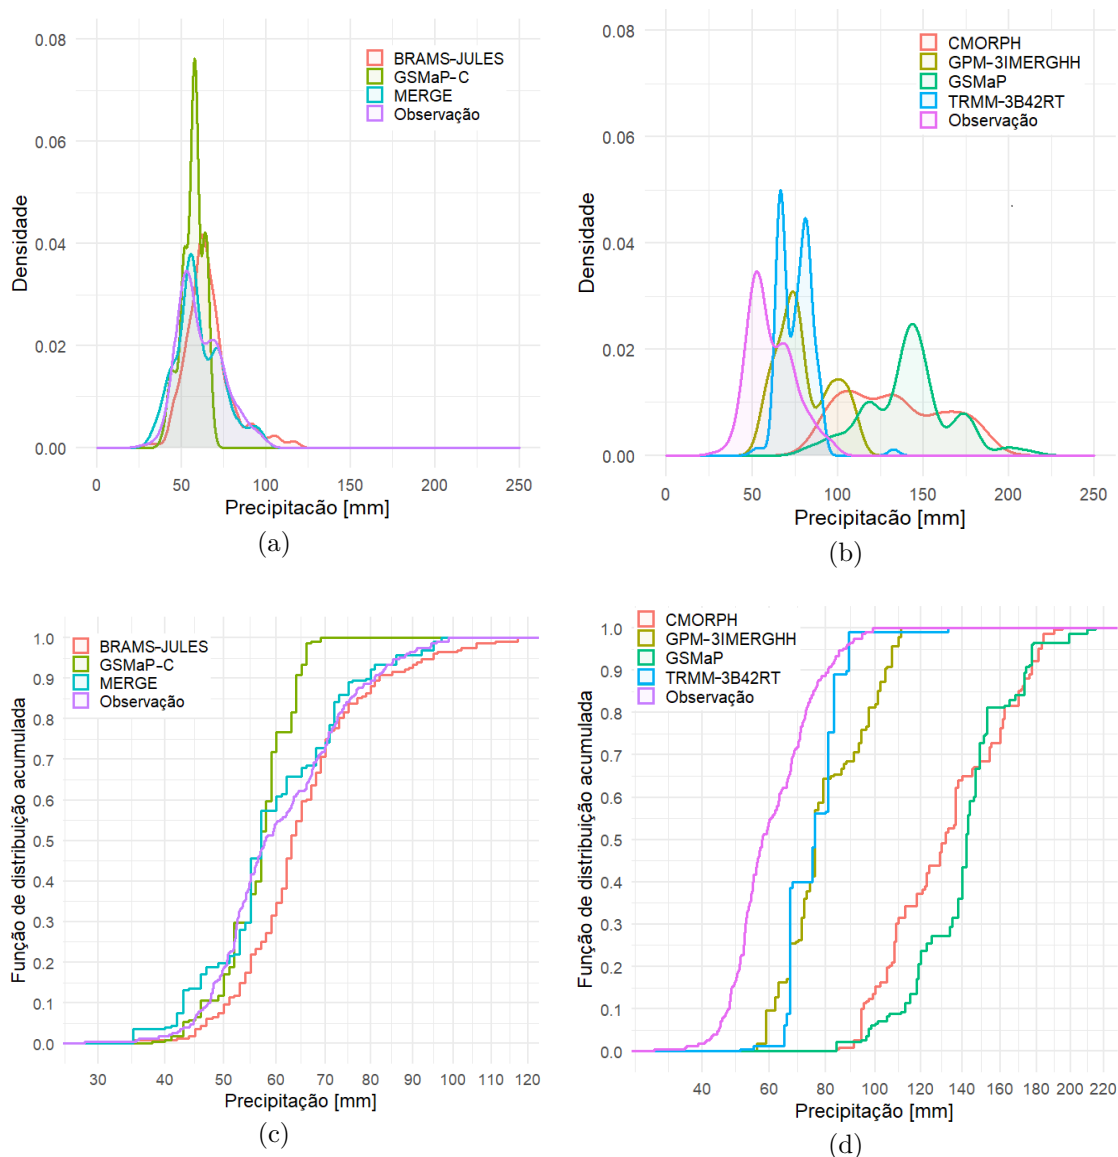 0.08
0.06
0.04
0.02
0.00
Densidade
BRAMS-JULES
GSMaP-C
MERGE
Observação
0
50
100
150
200
250
Precipitacão [mm]
(a)
0.08
0.06
0.04
0.02
0.00
Densidade
CMORPH
GPM-3IMERGHH
GSMaP
TRMM-3B42RT
Observação
0
50
100
150
200
250
Precipitacão [mm]
(b)
1.0
0.9
0.8
0.7
0.6
0.5
0.4
0.3
0.2
0.1
0.0
Função de distribuição acumulada
BRAMS-JULES
GSMaP-C
MERGE
Observação
30
40
50
60
70
80
90
100
110
120
Precipitação [mm]
(c)
1.0
0.9
0.8
0.7
0.6
0.5
0.4
0.3
0.2
0.1
0.0
Função de distribuição acumulada
CMORPH
GPM-3IMERGHH
GSMaP
TRMM-3B42RT
Observação
40
60
80
100
120
140
160
180
200
220
Precipitação [mm]
(d)